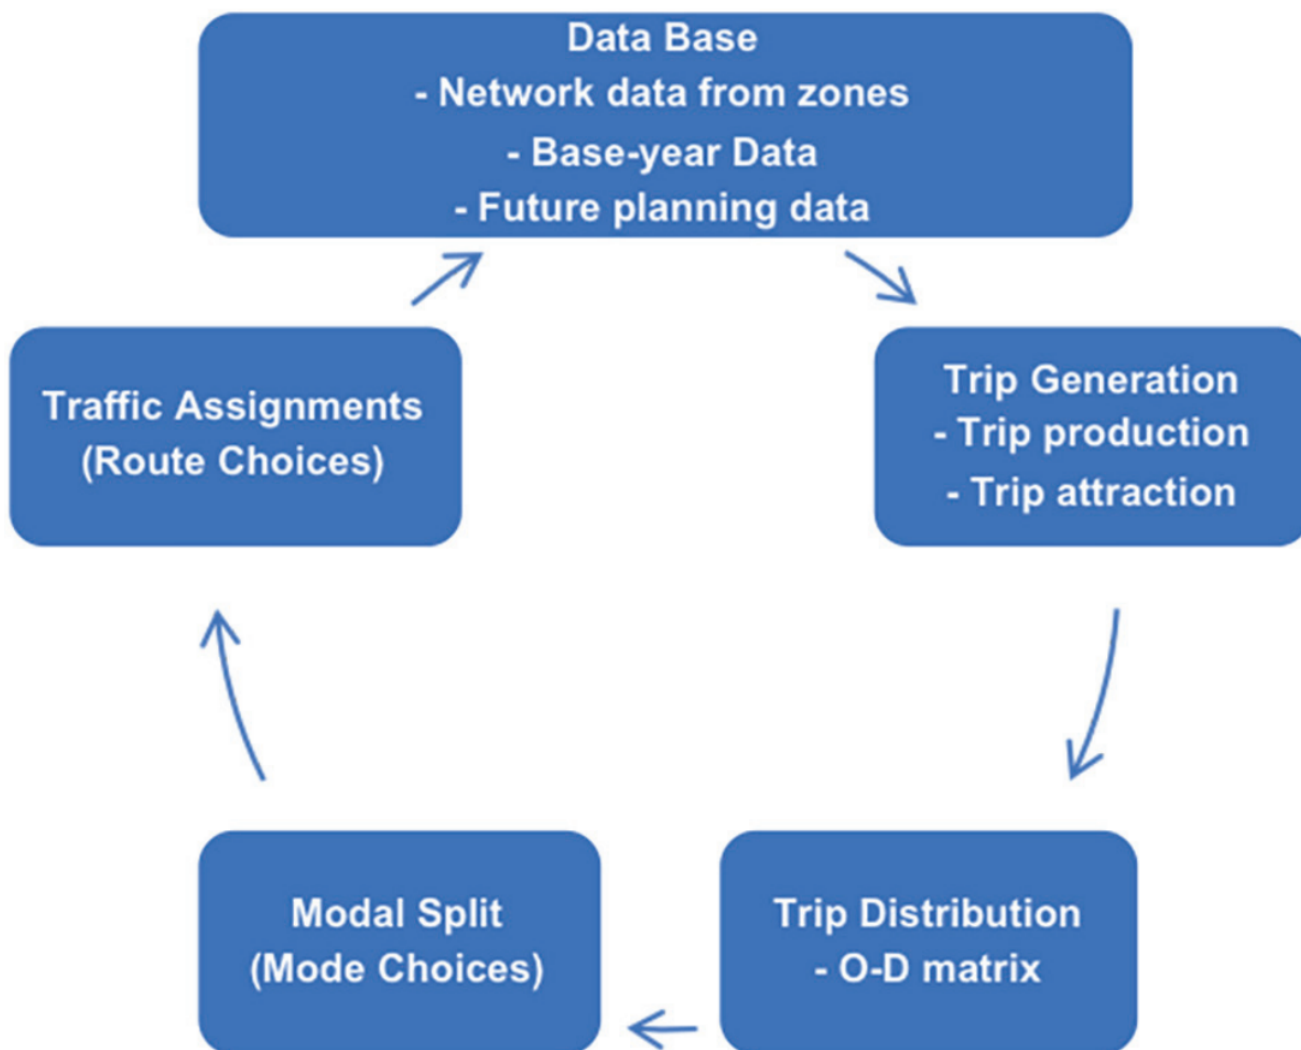 Data Base
- Network data from zones
- Base-year Data
- Future planning data
Traffic Assignments
(Route Choices)
Trip Generation
- Trip production
- Trip attraction
Modal Split
(Mode Choices)
Trip Distribution
- O-D matrix